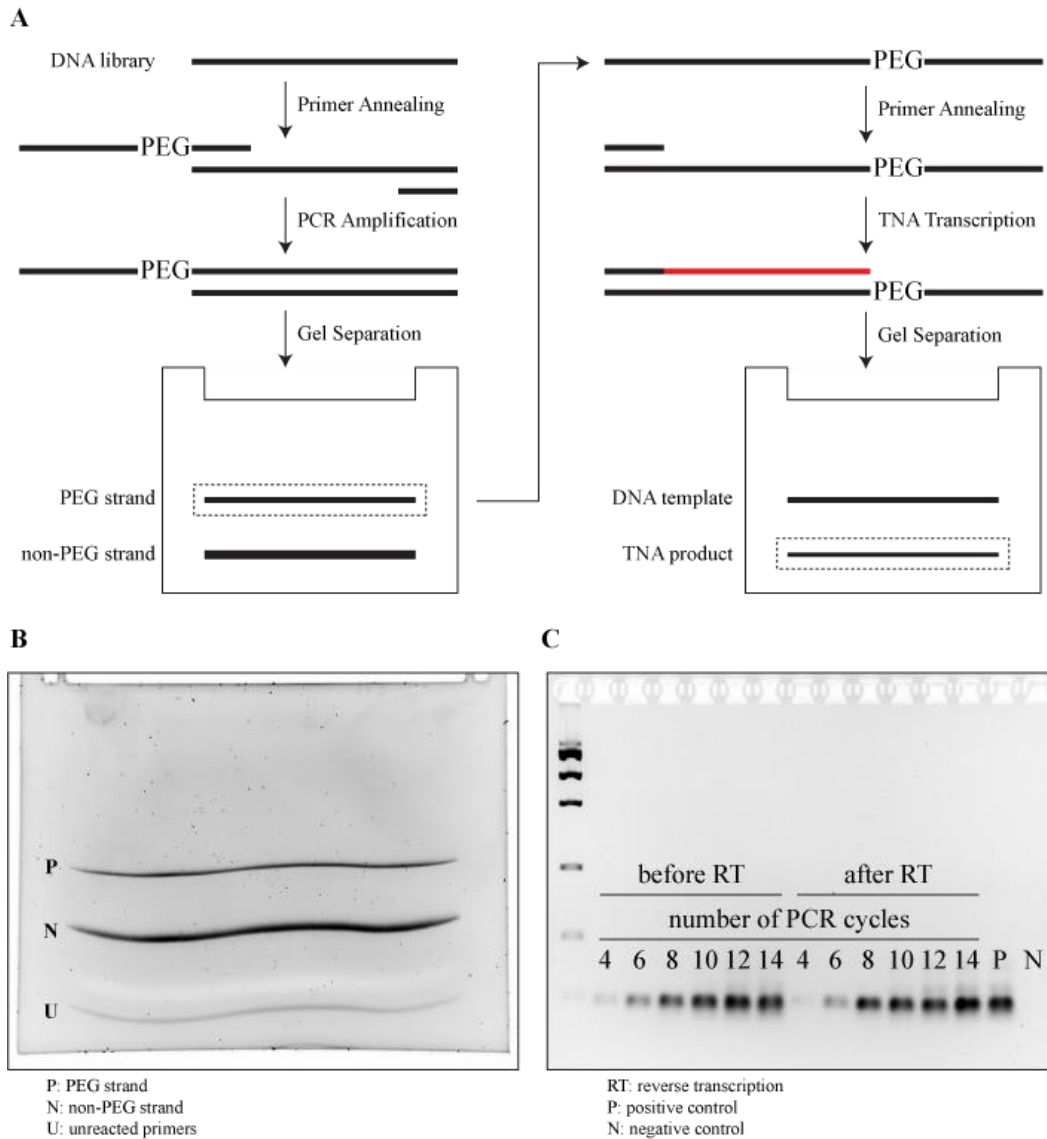 A
DNA library
Primer Annealing
PEG
PCR Amplification
PEG
Gel Separation
PEG strand
non-PEG strand
PEG
Primer Annealing
PEG
TNA Transcription
PEG
Gel Separation
DNA template
TNA product
B
P
N
U
P: PEG strand
N: non-PEG strand
U: unreacted primers
C
before RT after RT
number of PCR cycles
4 6 8 10 12 14 4 6 8 10 12 14 P N
RT: reverse transcription
P: positive control
N: negative control